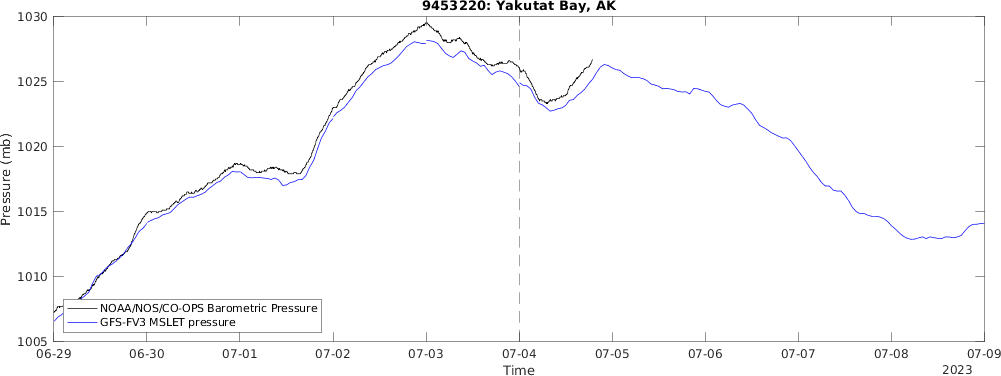 9453220: Yakutat Bay, AK
Pressure (mb)
1030
1025
1020
1015
1010
1005
NOAA/NOS/CO-OPS Barometric Pressure
GFS-FV3 MSLET pressure
06-29 06-30 07-01 07-02 07-03 07-04 07-05 07-06 07-07 07-08 07-09
Time
2023